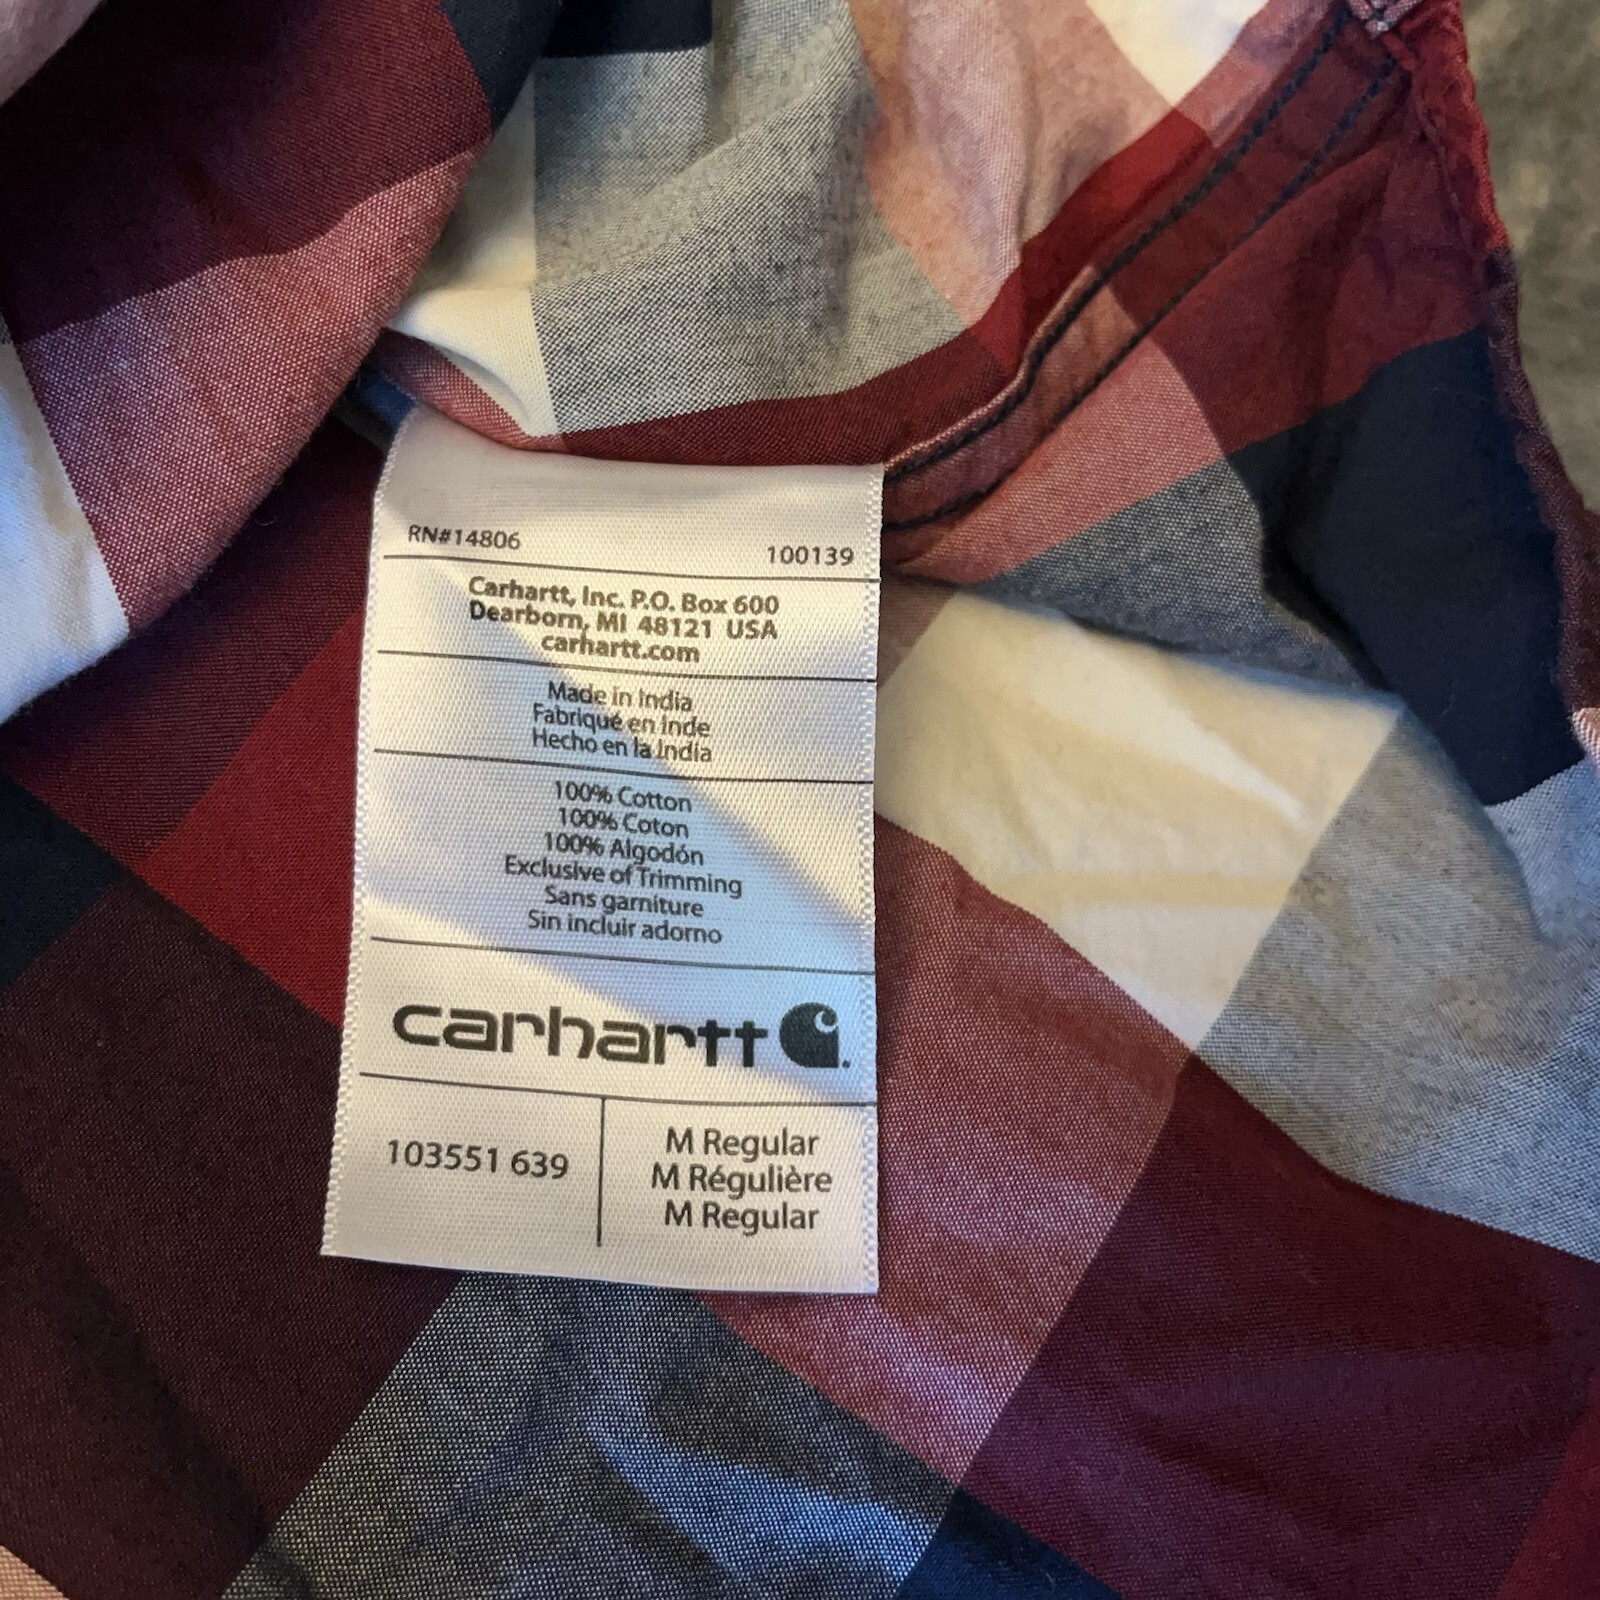 RN#14806 100139
Carhartt, Inc. P.O. Box 600
Dearborn, MI 48121 USA
carhartt.com
Made in India
Fabriqué en Inde
Hecho en la India
100% Cotton
100% Coton
100% Algodón
Exclusive of Trimming
Sans garniture
Sin incluir adorno
carhartt
103551 639
M Regular
M Régulière
M Regular